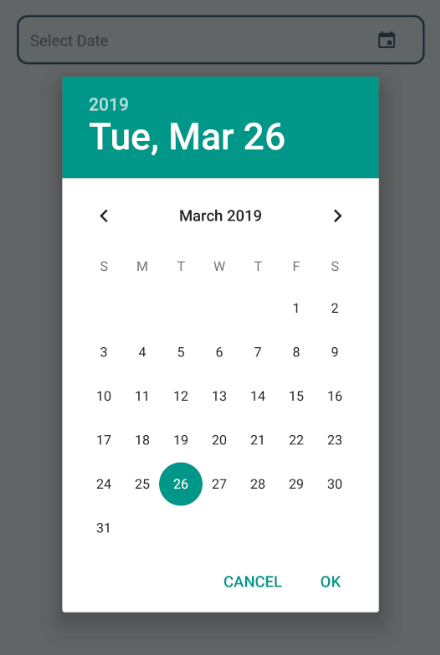 Select Date
2019
Tue, Mar 26
March 2019
S M T W T F S
1 2
3 4 5 6 7 8 9
10 11 12 13 14 15 16
17 18 19 20 21 22 23
24 25 26 27 28 29 30
31
CANCEL OK